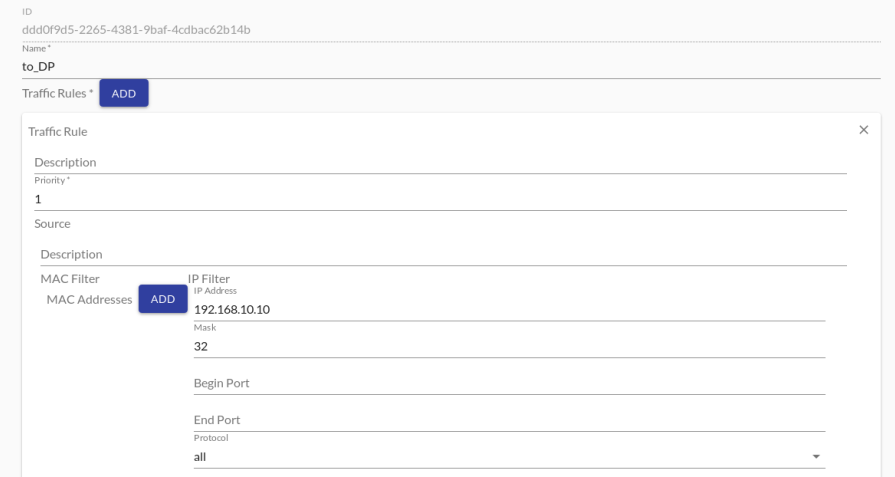 ID
ddd0f9d5-2265-4381-9baf-4cdbac62b14b
Name *
to_DP
Traffic Rules * ADD
Traffic Rule ×
Description
Priority *
1
Source
Description
MAC Filter IP Filter
MAC Addresses ADD
IP Address
192.168.10.10
Mask
32
Begin Port
End Port
Protocol
all